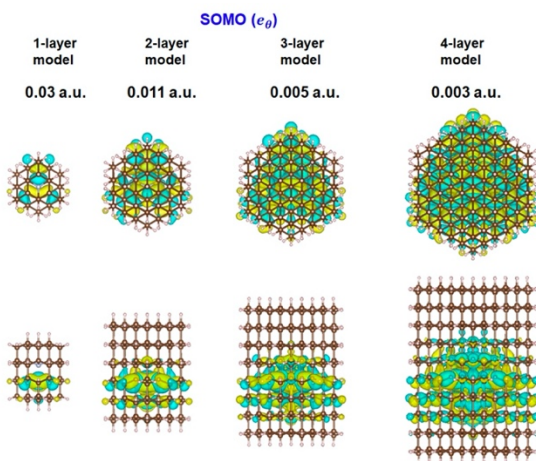 SOMO (eθ)
1-layer model
2-layer model
3-layer model
4-layer model
0.03 a.u.
0.011 a.u.
0.005 a.u.
0.003 a.u.